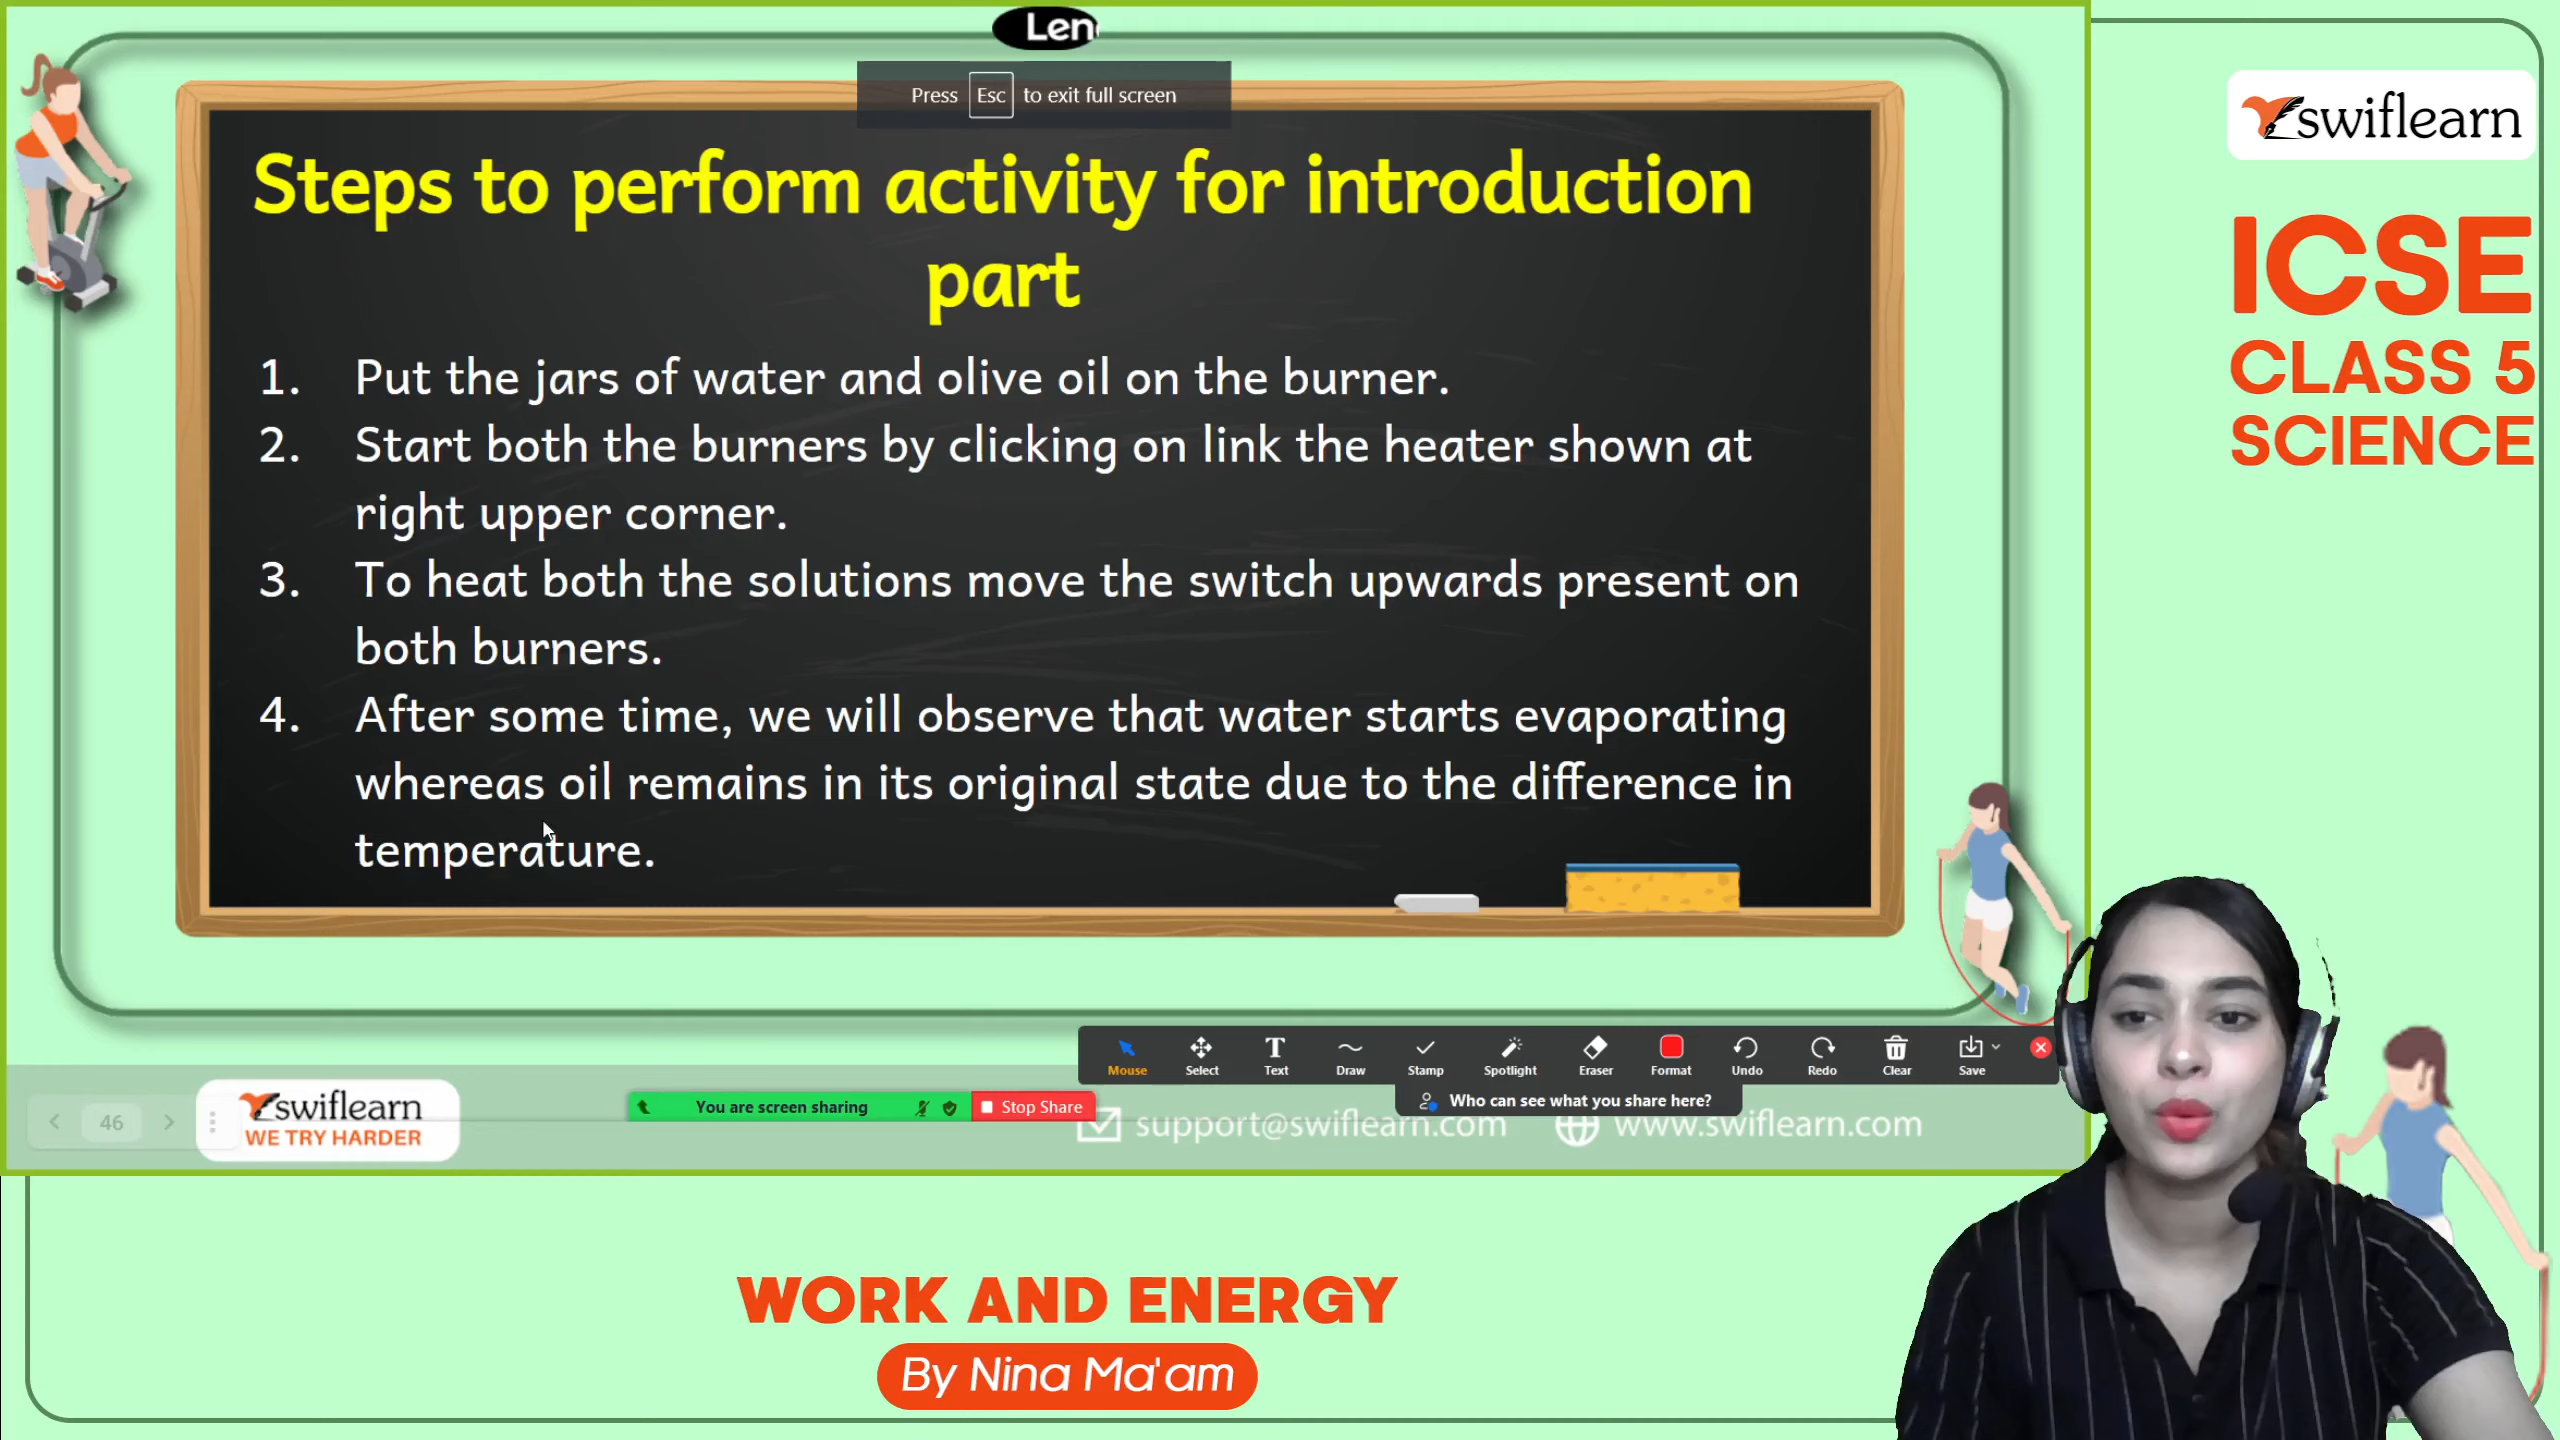 Len
Press Esc to exit full screen
swiflearn
ICSE
CLASS 5
SCIENCE
Steps to perform activity for introduction
part
1. Put the jars of water and olive oil on the burner.
2. Start both the burners by clicking on link the heater shown at
right upper corner.
3. To heat both the solutions move the switch upwards present on
both burners.
4. After some time, we will observe that water starts evaporating
whereas oil remains in its original state due to the difference in
temperature.
Mouse Select Text Draw Stamp Spotlight Eraser Format Undo Redo Clear Save
Who can see what you share here?
You are screen sharing Stop Share
46
swiflearn
WE TRY HARDER
support@swiflearn.com www.swiflearn.com
WORK AND ENERGY
By Nina Ma'am